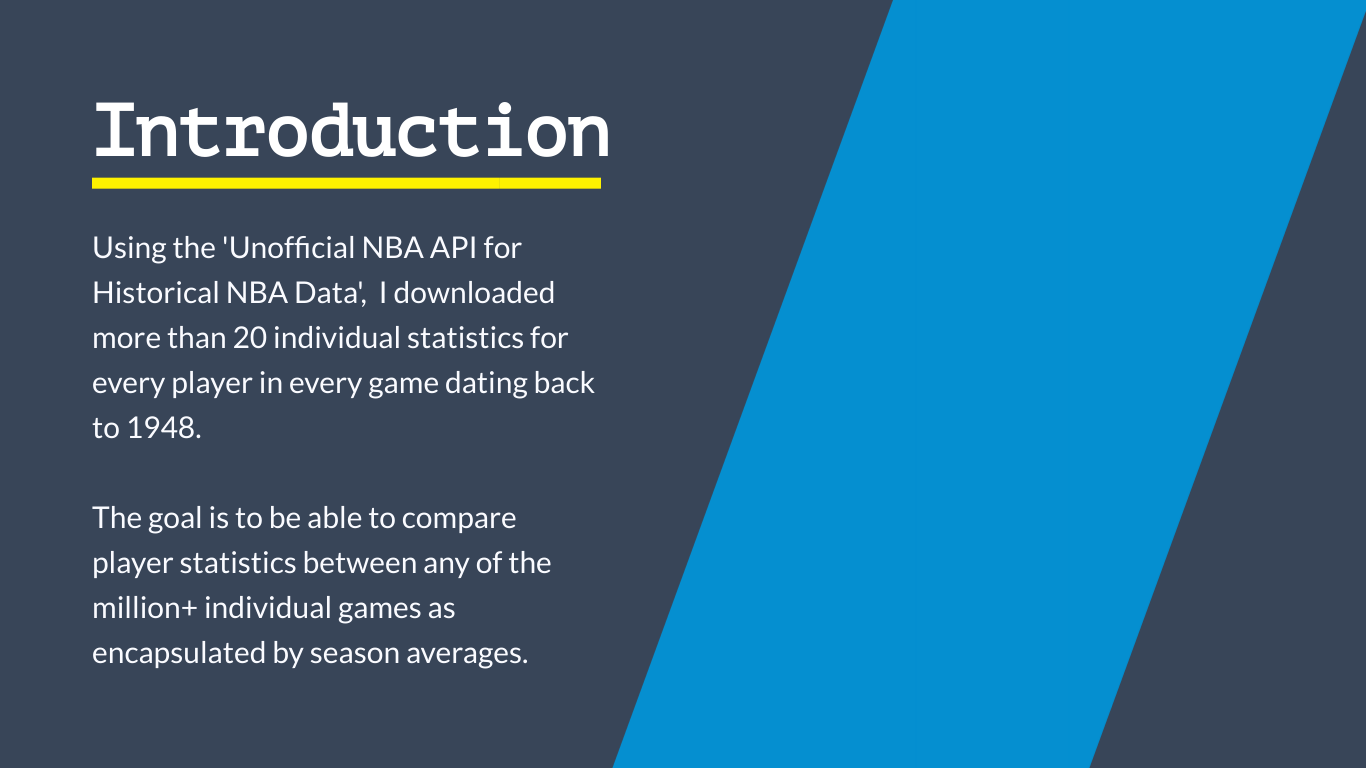 Introduction
Using the 'Unofficial NBA API for
Historical NBA Data',  I downloaded
more than 20 individual statistics for
every player in every game dating back
to 1948.
The goal is to be able to compare
player statistics between any of the
million+ individual games as
encapsulated by season averages.